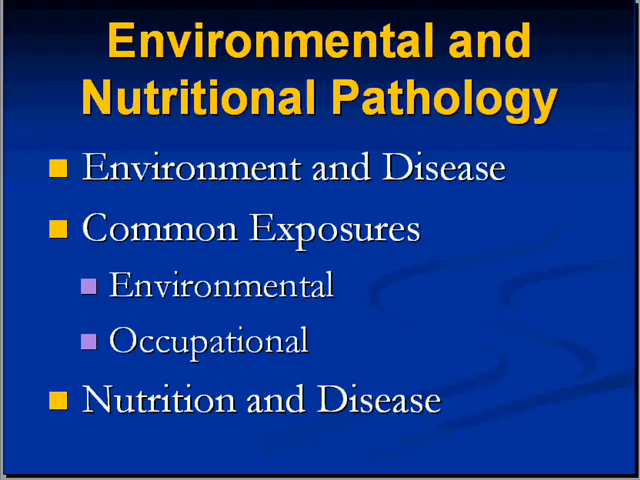 Environmental and
Nutritional Pathology
Environment and Disease
Common Exposures
Environmental
Occupational
Nutrition and Disease